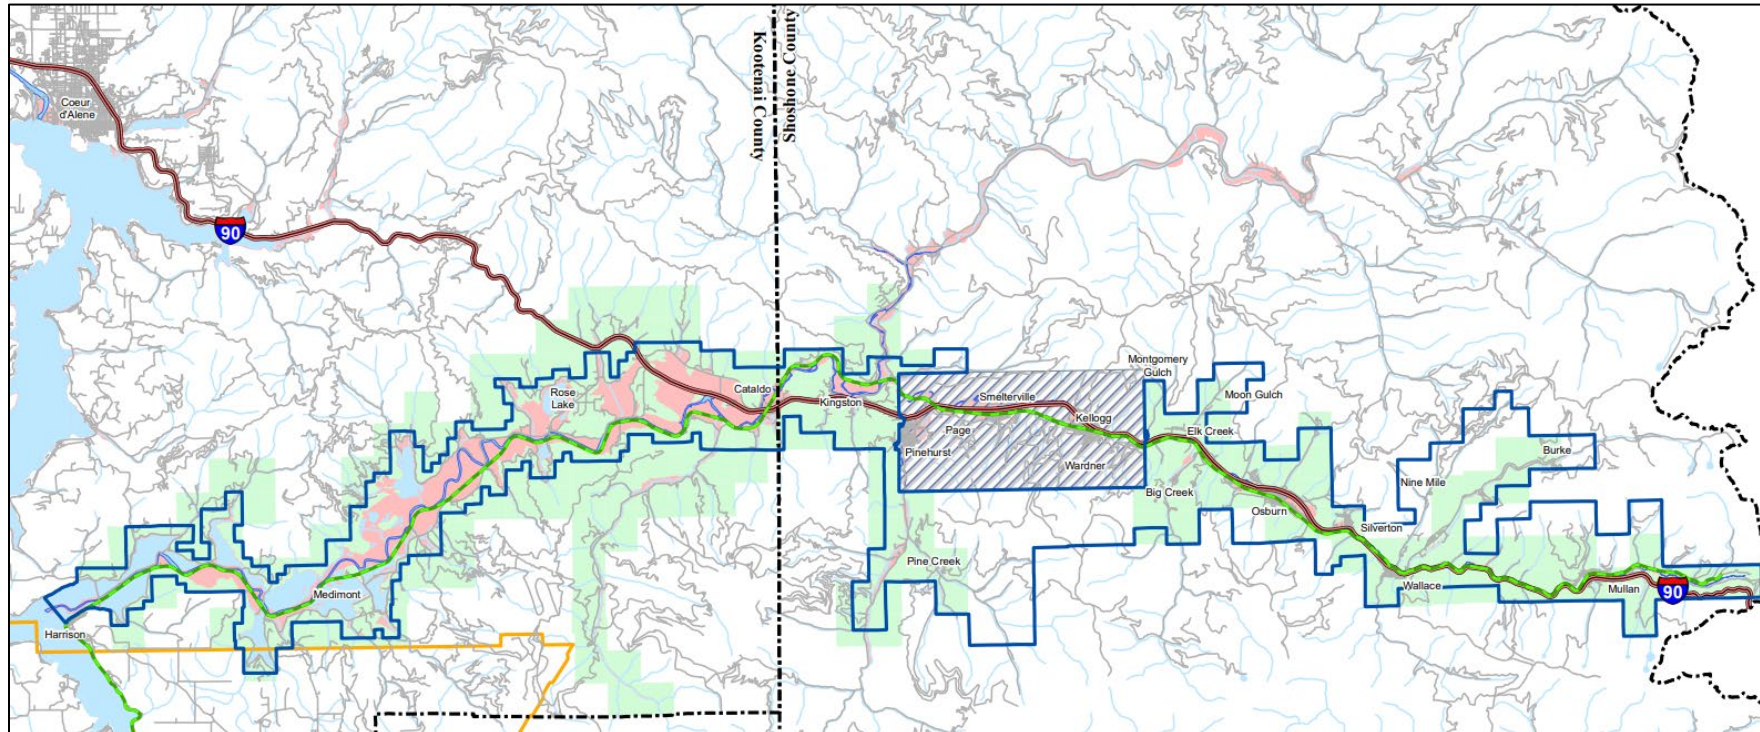 Kootenai County
Shoshone County
Coeur
d'Alene
90
Rose
Lake
Cataldo
Kingston
Montgomery
Gulch
Moon Gulch
Smelterville
Kellogg
Page
Elk Creek
Pinehurst
Wardner
Burke
Nine Mile
Big Creek
Osburn
Silverton
Pine Creek
Medimont
Wallace
Mullan
90
Harrison